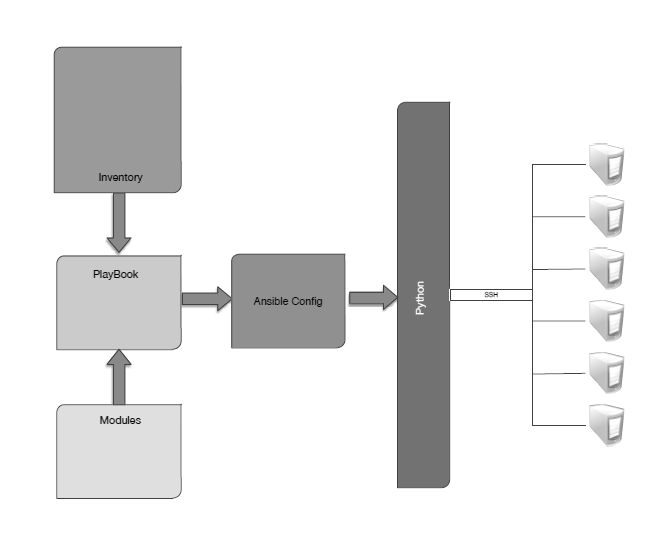 Inventory
PlayBook
Ansible Config
Python
SSH
Modules